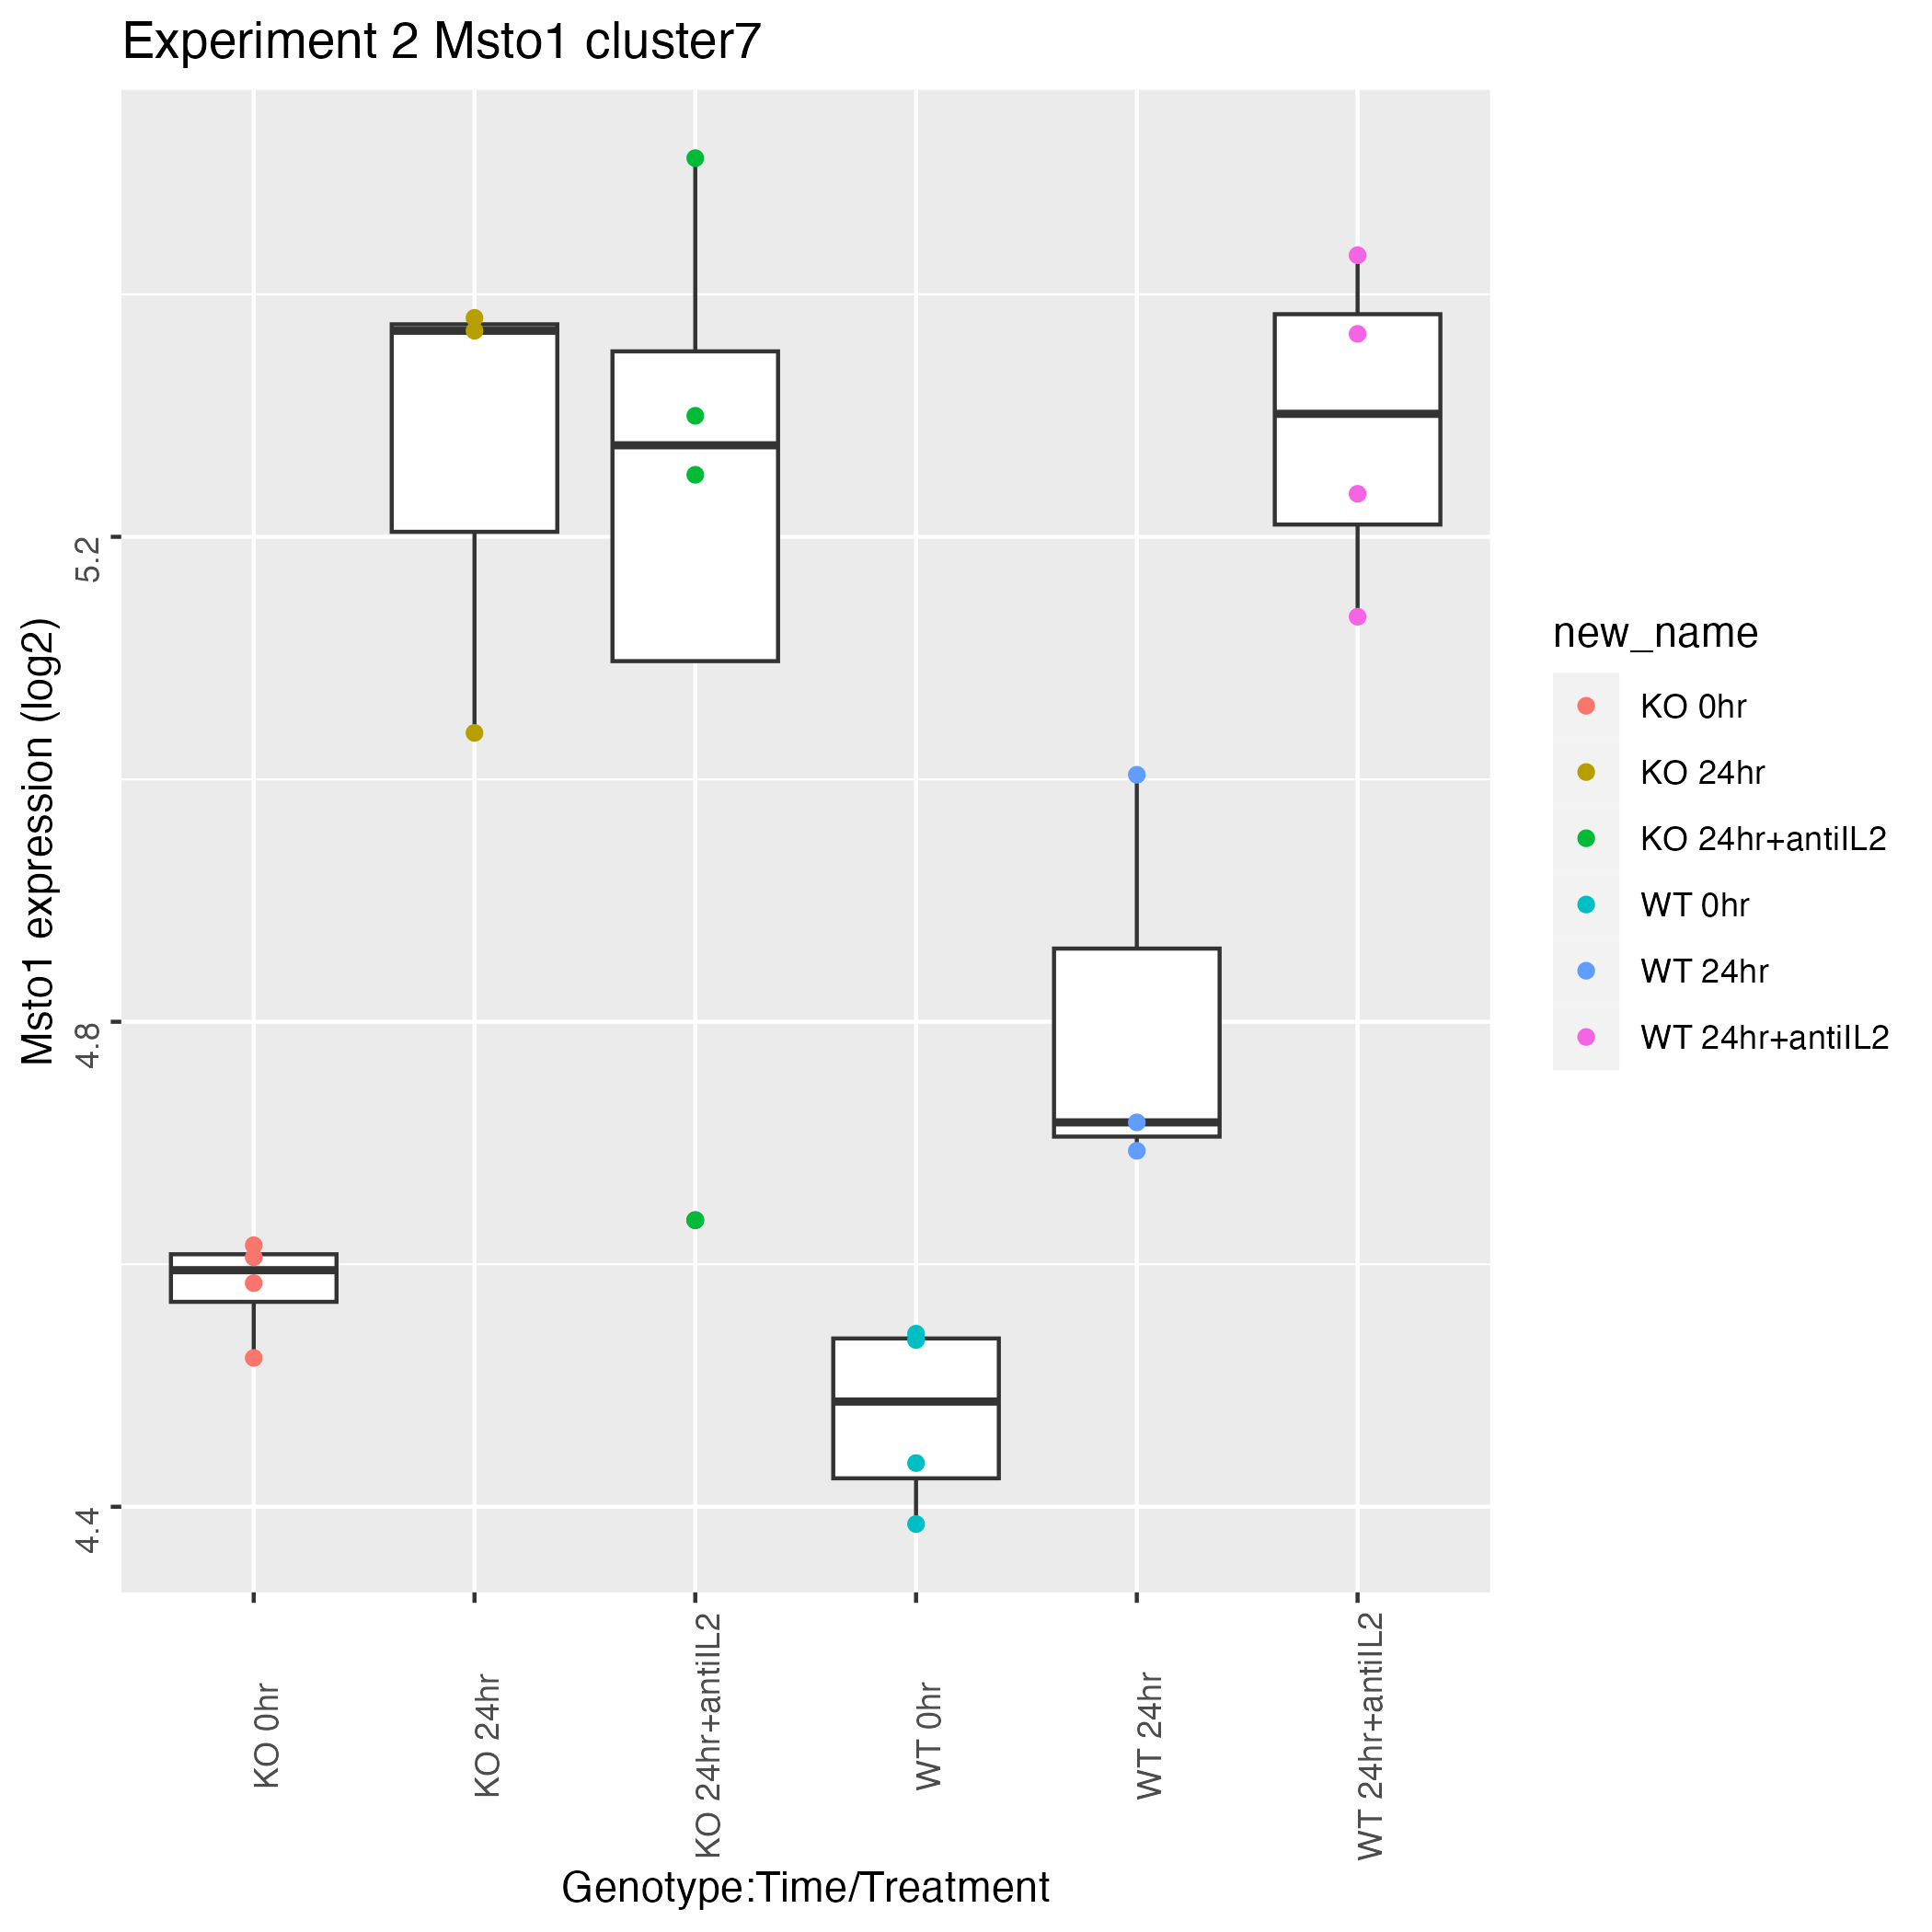 Experiment 2 Msto1 cluster7
Msto1 expression (log2)
5.2
4.8
4.4
KO 0hr
KO 24hr
KO 24hr+antiIL2
WT 0hr
WT 24hr
WT 24hr+antiIL2
Genotype:Time/Treatment
new_name
KO 0hr
KO 24hr
KO 24hr+antiIL2
WT 0hr
WT 24hr
WT 24hr+antiIL2